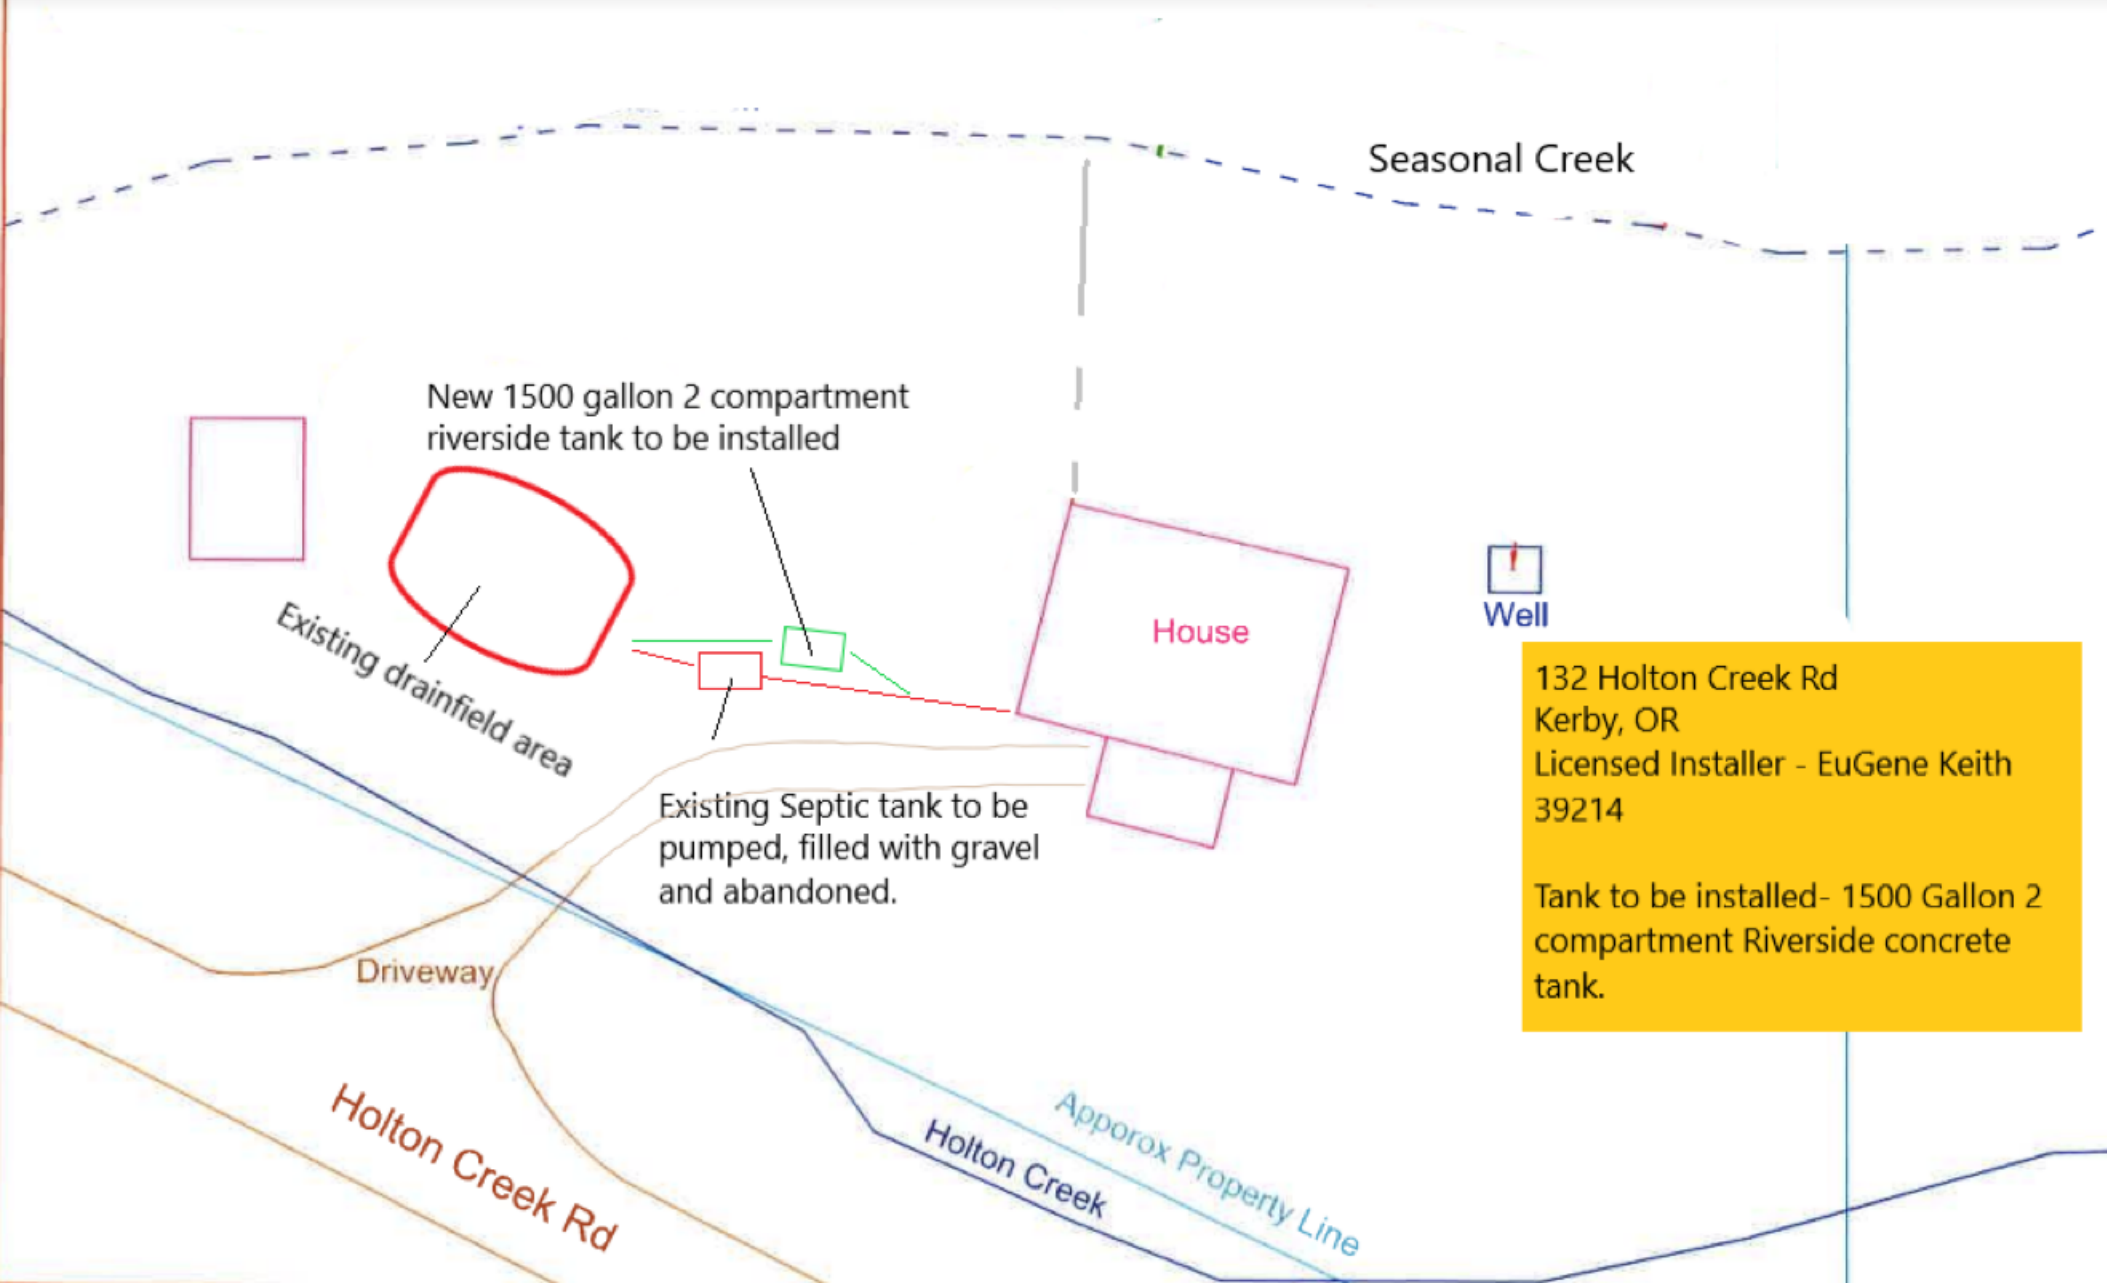 Seasonal Creek
New 1500 gallon 2 compartment
riverside tank to be installed
Existing drainfield area
House
Well
132 Holton Creek Rd
Kerby, OR
Licensed Installer - EuGene Keith
39214
Tank to be installed- 1500 Gallon 2
compartment Riverside concrete
tank.
Existing Septic tank to be
pumped, filled with gravel
and abandoned.
Driveway
Holton Creek Rd
Holton Creek
Apporox Property Line